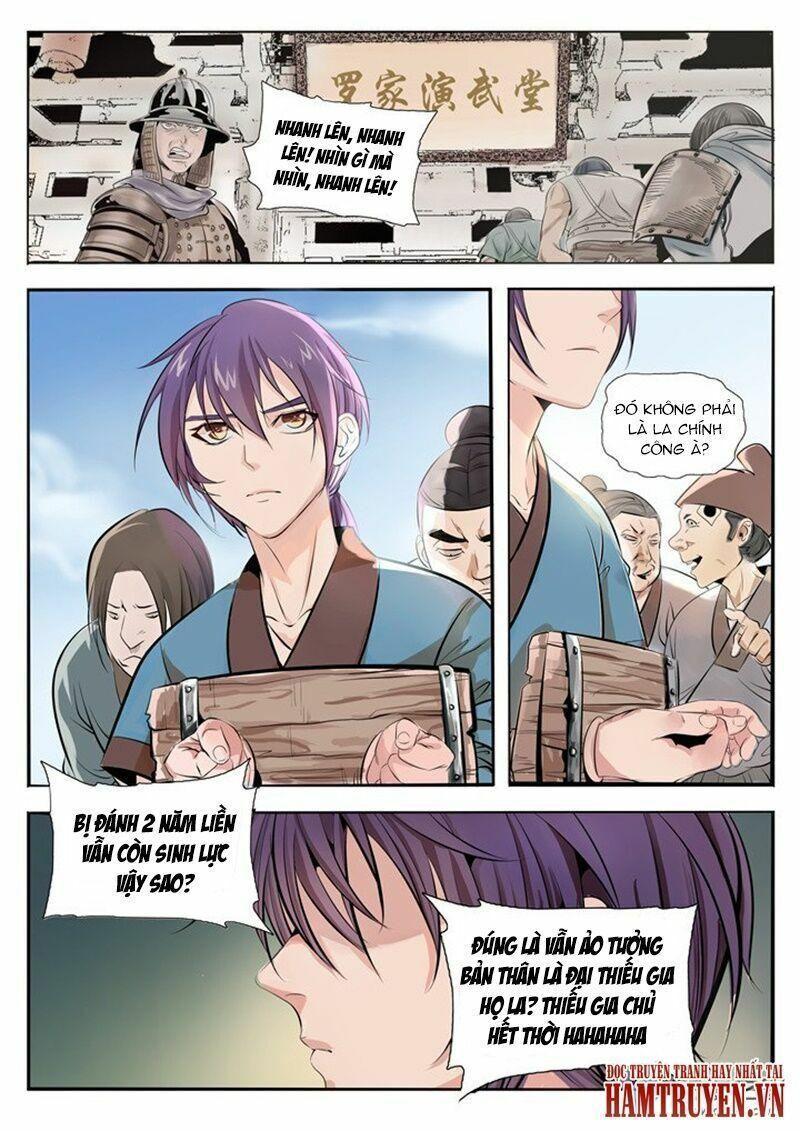 罗家演武堂
NHANH LÊN, NHANH
LÊN! NHÌN GÌ MÀ
NHÌN, NHANH LÊN!
ĐÓ KHÔNG PHẢI
LÀ LA CHÍNH
CÔNG À?
BỊ ĐÁNH 2 NĂM LIỀN
VẪN CÒN SINH LỰC
VẬY SAO?
ĐÚNG LÀ VẪN ẢO TƯỞNG
BẢN THÂN LÀ ĐẠI THIẾU GIA
HỌ LA? THIẾU GIA CHỦ
HẾT THỜI HAHAHAHA
ĐỌC TRUYỆN TRANH HAY NHẤT TẠI
HAMTRUYEN.VN